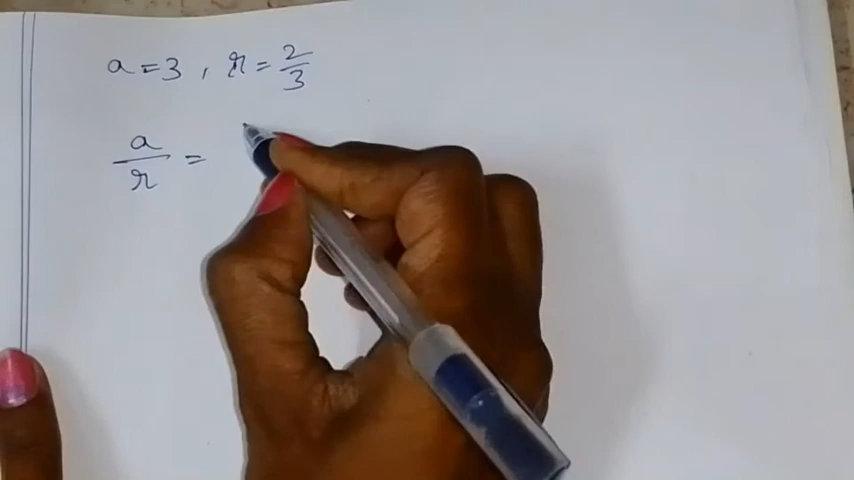 a = 3 , r = 2/3
a/r =